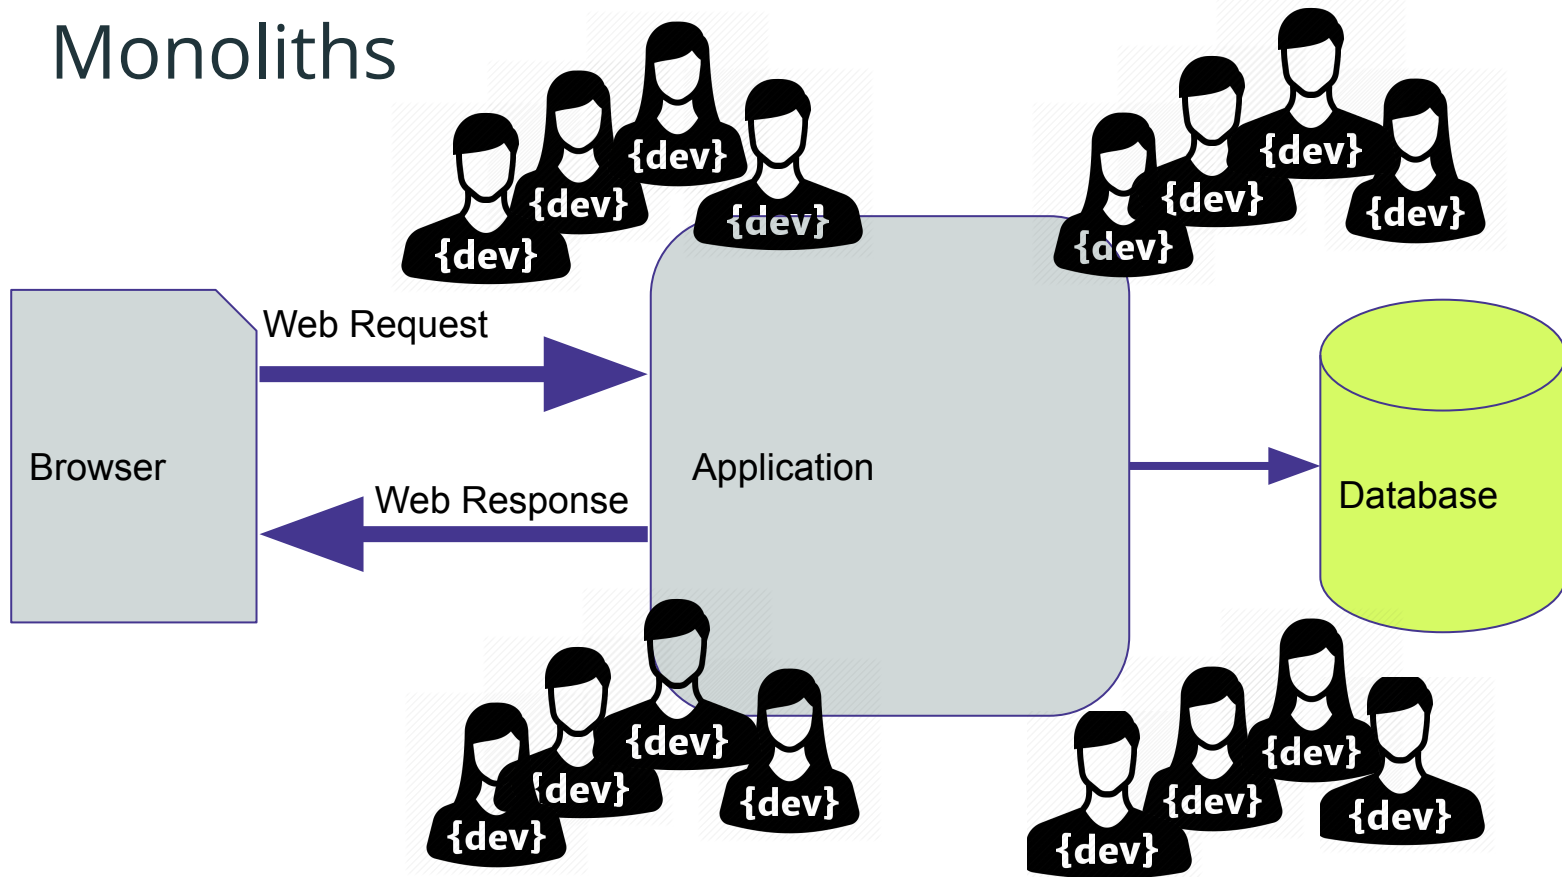 Monoliths
{dev}
{dev}
{dev}
{dev}
{dev}
{dev}
{dev}
{dev}
Web Request
Browser
Application
Web Response
Database
{dev}
{dev}
{dev}
{dev}
{dev}
{dev}
{dev}
{dev}